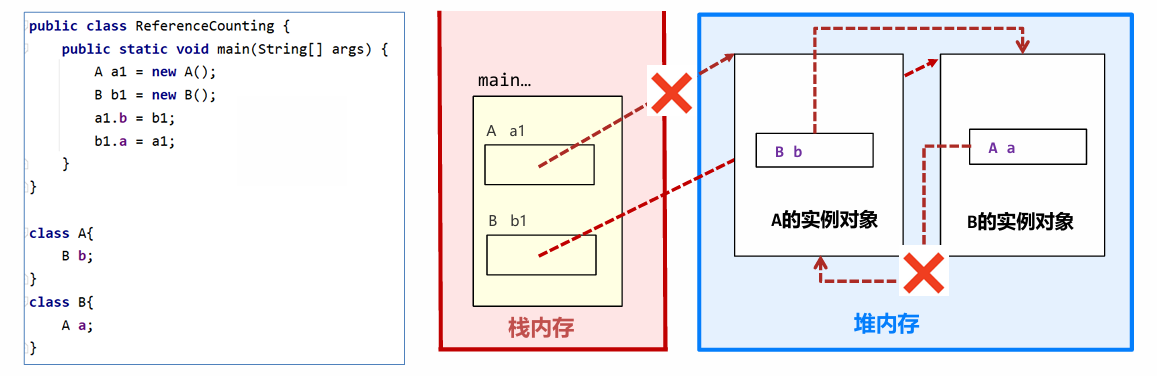 public class ReferenceCounting {
    public static void main(String[] args) {
        A a1 = new A();
        B b1 = new B();
        a1.b = b1;
        b1.a = a1;
    }
}
class A{
    B b;
}
class B{
    A a;
}
main…
A a1
B b1
栈内存
B b
A的实例对象
A a
B的实例对象
堆内存